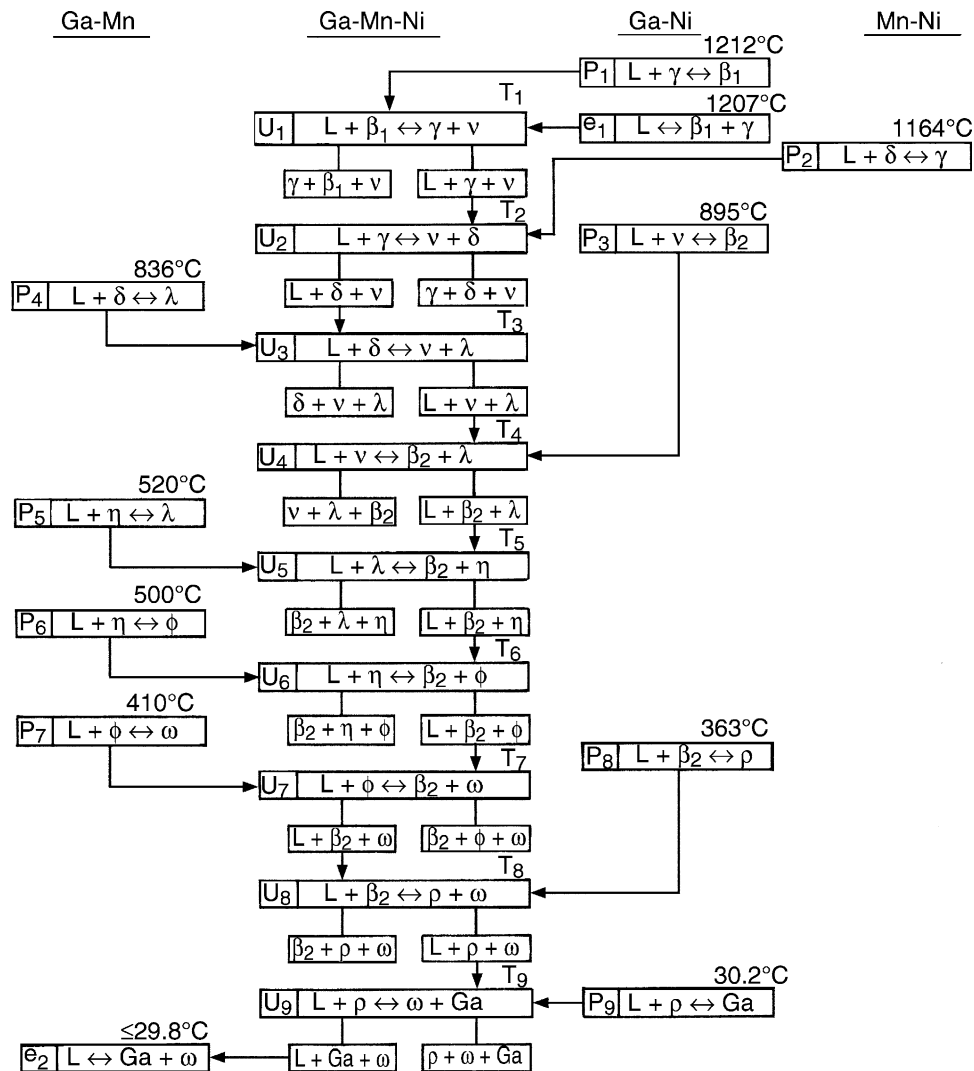 Ga-Mn Ga-Mn-Ni Ga-Ni Mn-Ni
1212°C
P₁ L + γ ↔ β₁
T₁
1207°C
U₁ L + β₁ ↔ γ + ν
e₁ L ↔ β₁ + γ
1164°C
P₂ L + δ ↔ γ
γ + β₁ + ν L + γ + ν
T₂
895°C
U₂ L + γ ↔ ν + δ
P₃ L + ν ↔ β₂
836°C
P₄ L + δ ↔ λ
L + δ + ν γ + δ + ν
T₃
U₃ L + δ ↔ ν + λ
δ + ν + λ L + ν + λ
T₄
U₄ L + ν ↔ β₂ + λ
520°C
P₅ L + η ↔ λ
ν + λ + β₂ L + β₂ + λ
T₅
U₅ L + λ ↔ β₂ + η
500°C
P₆ L + η ↔ ϕ
β₂ + λ + η L + β₂ + η
T₆
U₆ L + η ↔ β₂ + ϕ
410°C
P₇ L + ϕ ↔ ω
β₂ + η + ϕ L + β₂ + ϕ
363°C
P₈ L + β₂ ↔ ρ
T₇
U₇ L + ϕ ↔ β₂ + ω
L + β₂ + ω β₂ + ϕ + ω
T₈
U₈ L + β₂ ↔ ρ + ω
β₂ + ρ + ω L + ρ + ω
T₉
30.2°C
U₉ L + ρ ↔ ω + Ga
P₉ L + ρ ↔ Ga
≤29.8°C
e₂ L ↔ Ga + ω
L + Ga + ω ρ + ω + Ga